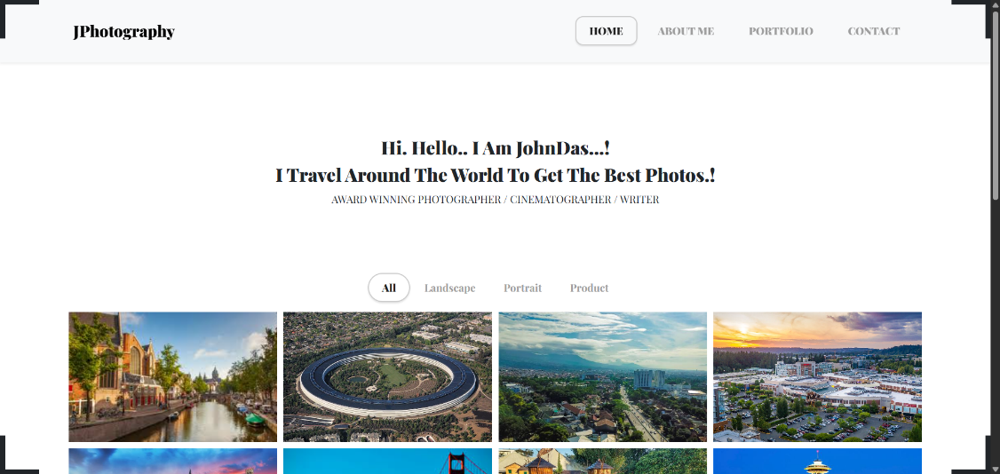 JPhotography
HOME
ABOUT ME
PORTFOLIO
CONTACT
Hi. Hello.. I Am JohnDas...!
I Travel Around The World To Get The Best Photos.!
AWARD WINNING PHOTOGRAPHER / CINEMATOGRAPHER / WRITER
All
Landscape
Portrait
Product